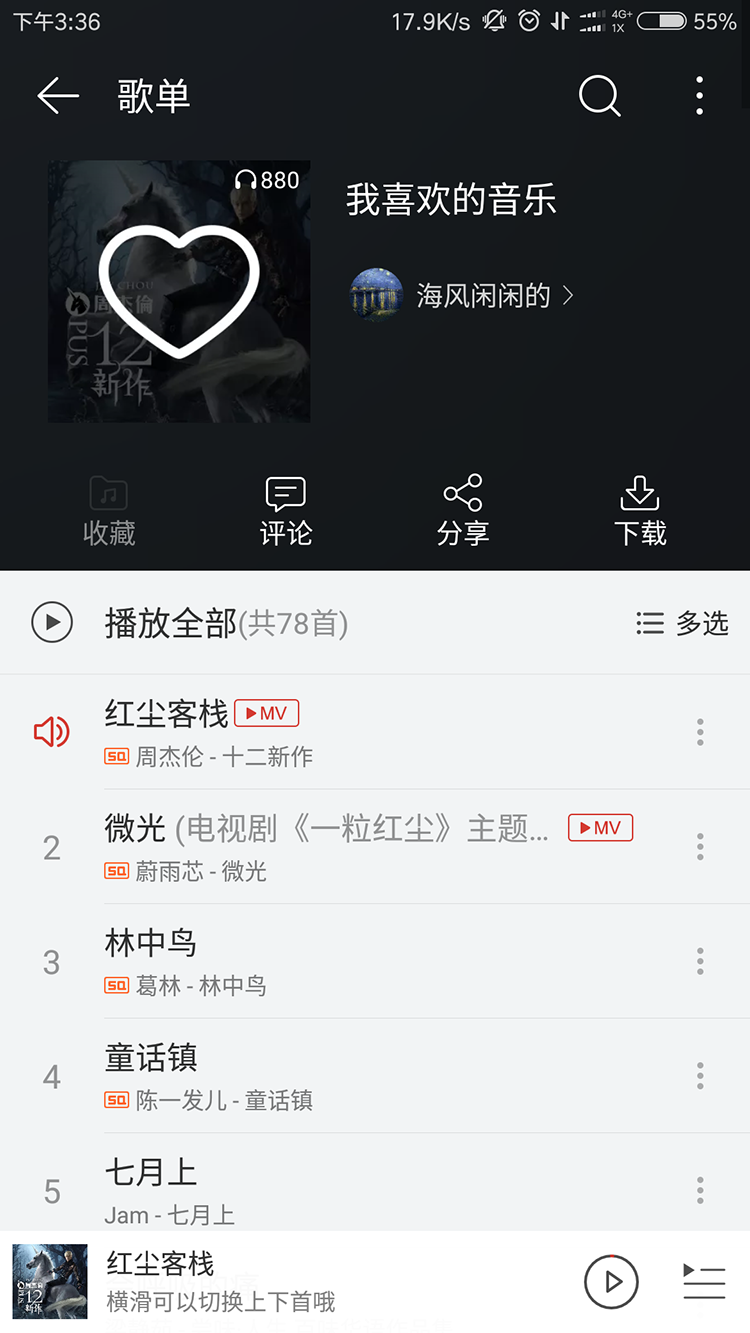 下午3:36
17.9K/s 4G+ 1X 55%
歌单
880
JAY CHOU
周杰倫
OPUS
12
新作
我喜欢的音乐
海风闲闲的
收藏 评论 分享 下载
播放全部(共78首) 多选
红尘客栈 MV
SQ 周杰伦 - 十二新作
2
微光 (电视剧《一粒红尘》主题... MV
SQ 蔚雨芯 - 微光
3
林中鸟
SQ 葛林 - 林中鸟
4
童话镇
SQ 陈一发儿 - 童话镇
5
七月上
Jam - 七月上
12
新作
红尘客栈
横滑可以切换上下首哦